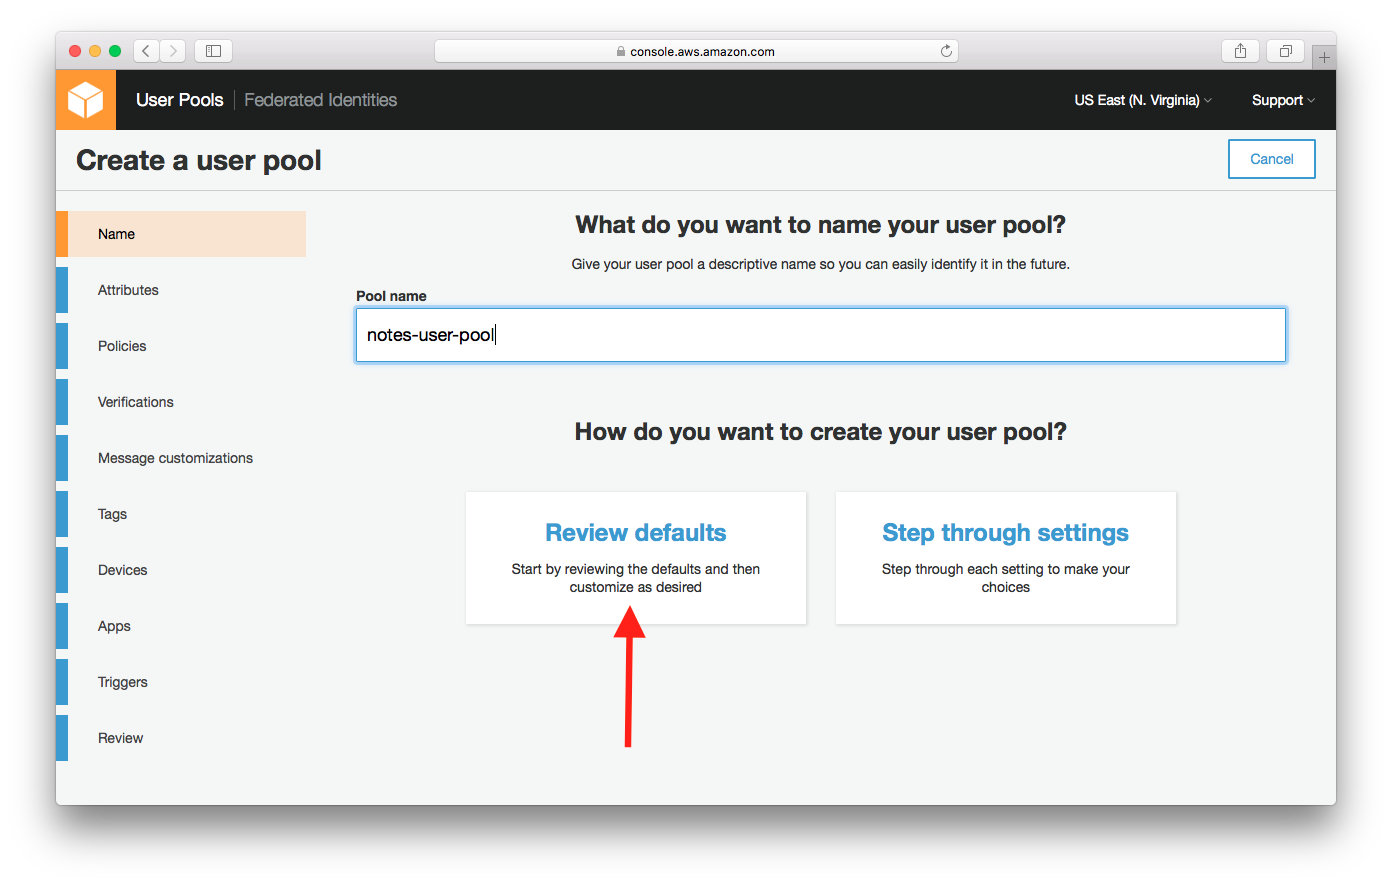 console.aws.amazon.com
User Pools
Federated Identities
US East (N. Virginia)
Support
Create a user pool
Cancel
Name
Attributes
Policies
Verifications
Message customizations
Tags
Devices
Apps
Triggers
Review
What do you want to name your user pool?
Give your user pool a descriptive name so you can easily identify it in the future.
Pool name
notes-user-pool
How do you want to create your user pool?
Review defaults
Start by reviewing the defaults and then
customize as desired
Step through settings
Step through each setting to make your
choices